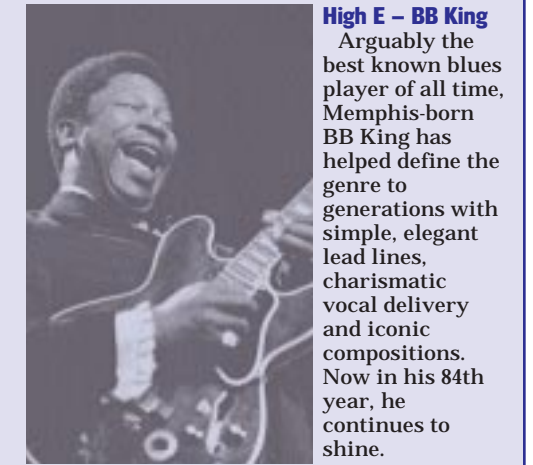 High E – BB King
Arguably the
best known blues
player of all time,
Memphis-born
BB King has
helped define the
genre to
generations with
simple, elegant
lead lines,
charismatic
vocal delivery
and iconic
compositions.
Now in his 84th
year, he
continues to
shine.